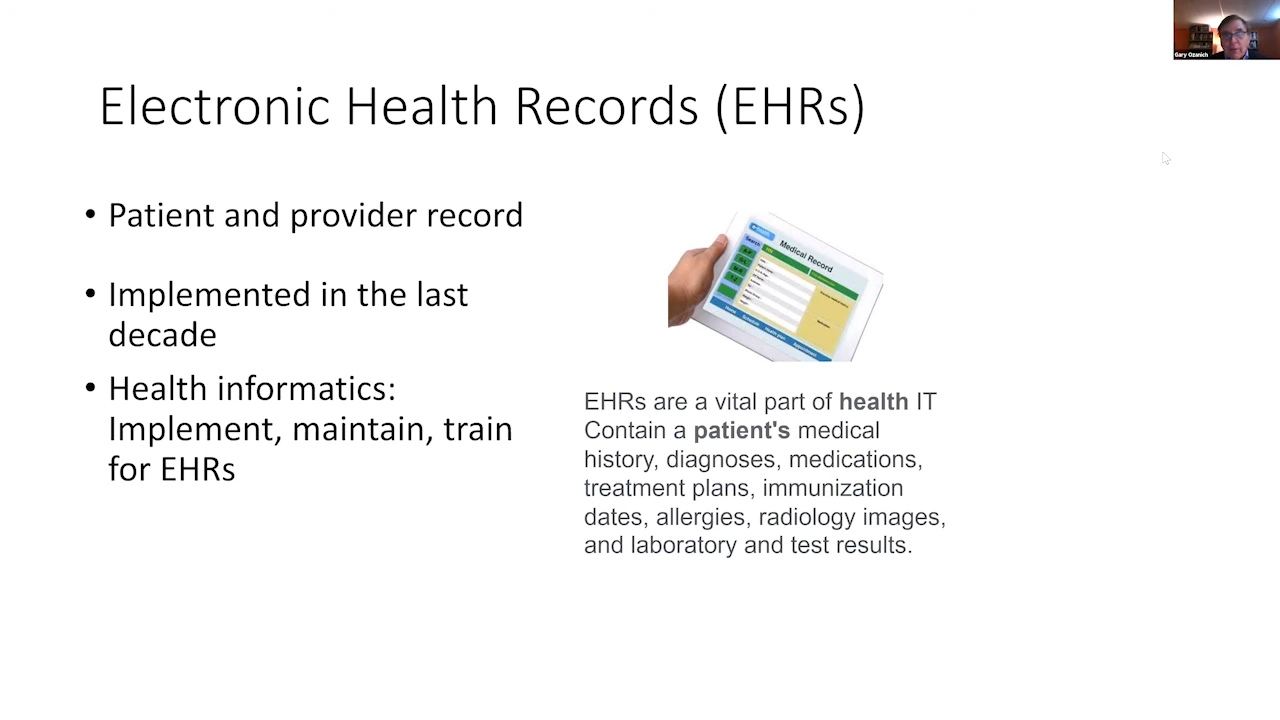 Gary Ozanich
Electronic Health Records (EHRs)
• Patient and provider record
• Implemented in the last
decade
• Health informatics:
Implement, maintain, train
for EHRs
Medical Record
Search
EHRs are a vital part of health IT
Contain a patient's medical
history, diagnoses, medications,
treatment plans, immunization
dates, allergies, radiology images,
and laboratory and test results.